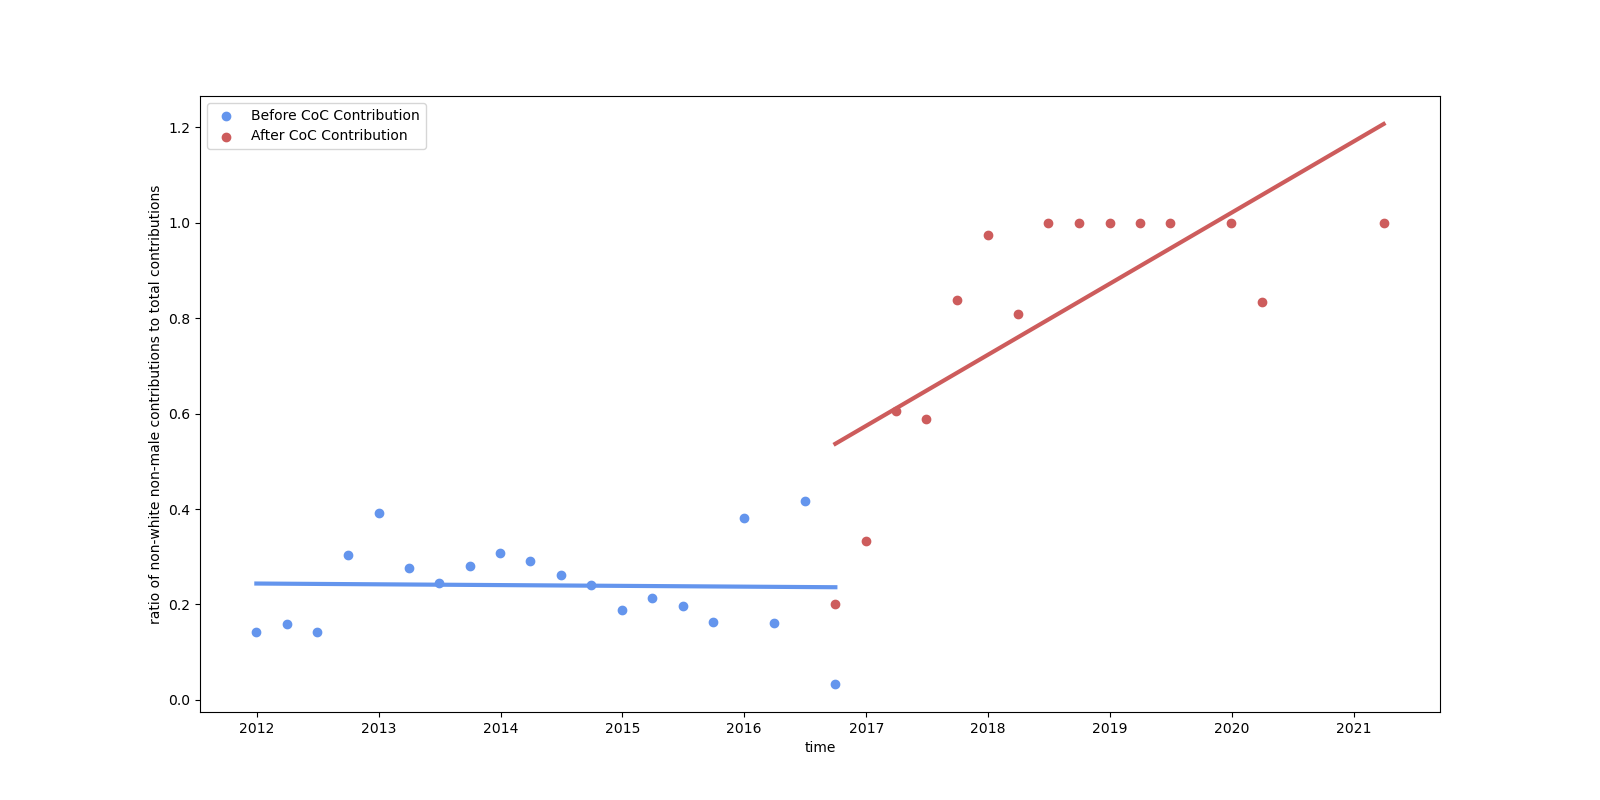 Before CoC Contribution
After CoC Contribution
ratio of non-white non-male contributions to total contributions
1.2
1.0
0.8
0.6
0.4
0.2
0.0
2012 2013 2014 2015 2016 2017 2018 2019 2020 2021
time